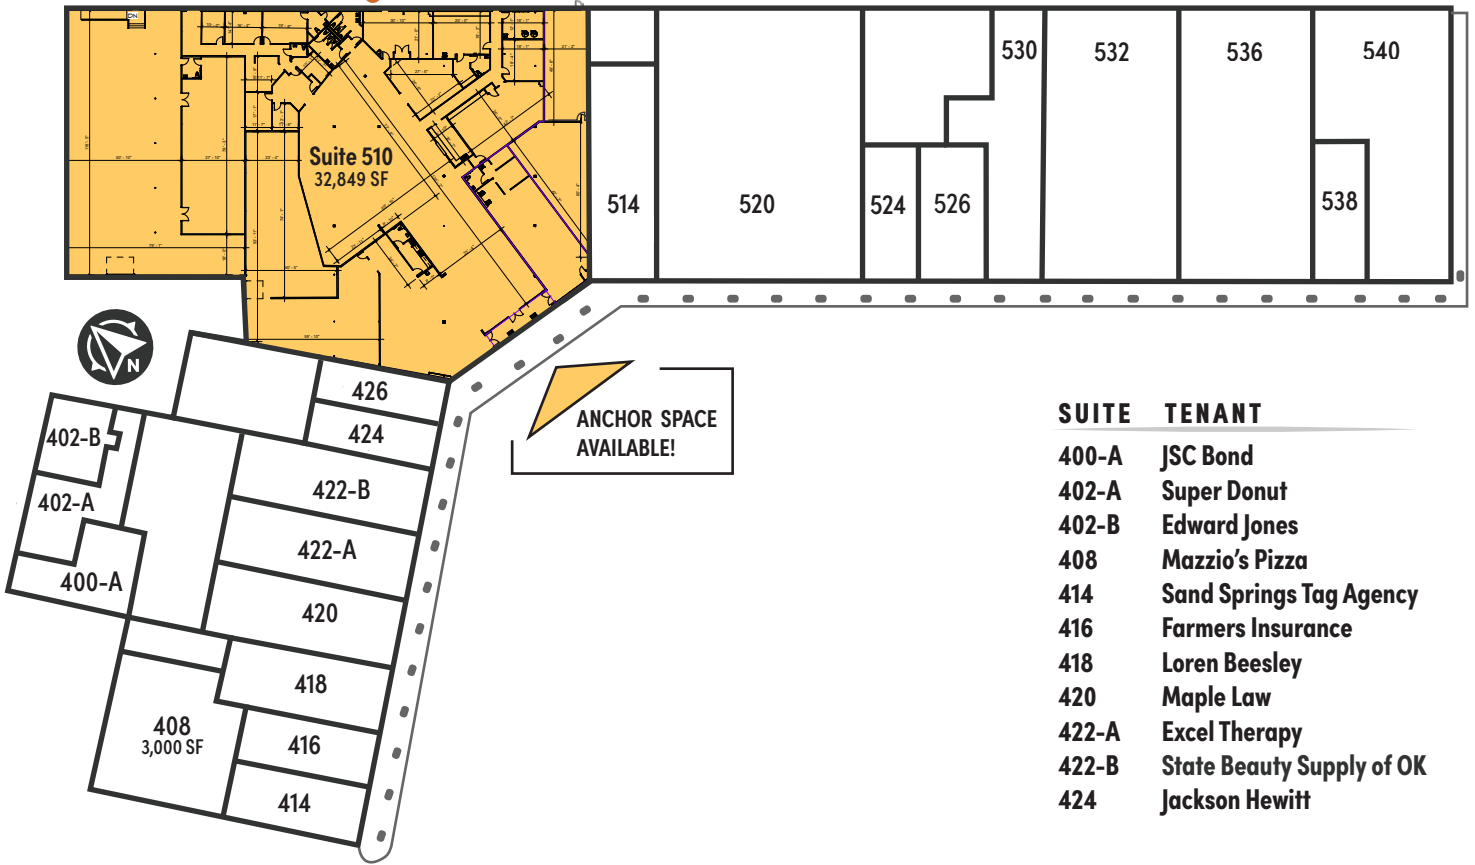 Suite 510
32,849 SF
514
520
524
526
530
532
536
538
540
N
ANCHOR SPACE
AVAILABLE!
426
424
422-B
422-A
420
418
416
414
408
3,000 SF
402-B
402-A
400-A
SUITE TENANT
400-A JSC Bond
402-A Super Donut
402-B Edward Jones
408 Mazzio's Pizza
414 Sand Springs Tag Agency
416 Farmers Insurance
418 Loren Beesley
420 Maple Law
422-A Excel Therapy
422-B State Beauty Supply of OK
424 Jackson Hewitt